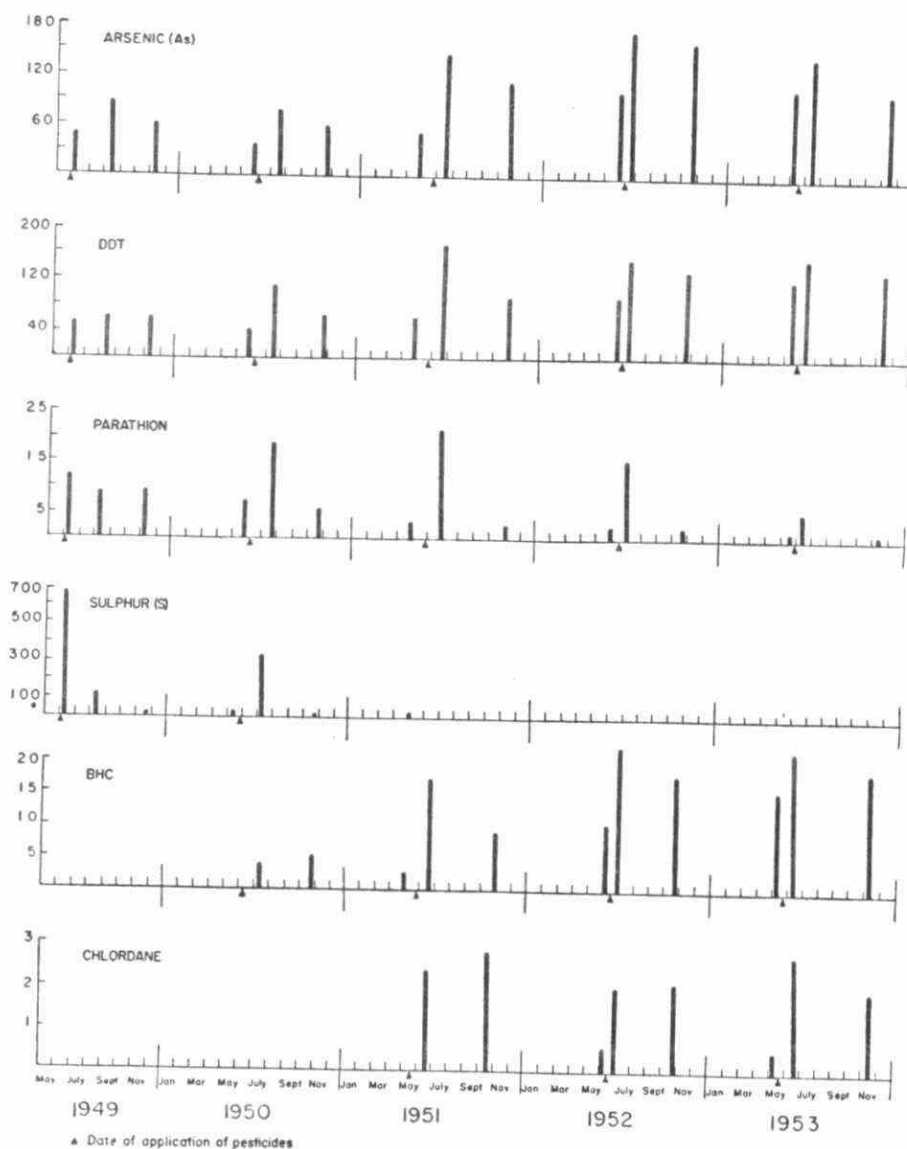 180
ARSENIC (As)
120
60
200
DDT
120
40
25
PARATHION
15
5
700
SULPHUR (S)
500
300
100
20
BHC
15
10
5
3
CHLORDANE
2
1
May July Sept Nov Jan Mar May July Sept Nov Jan Mar May July Sept Nov. Jan Mar May July Sept Nov Jan Mar May July Sept Nov
1949 1950 1951 1952 1953
▲ Date of application of pesticides